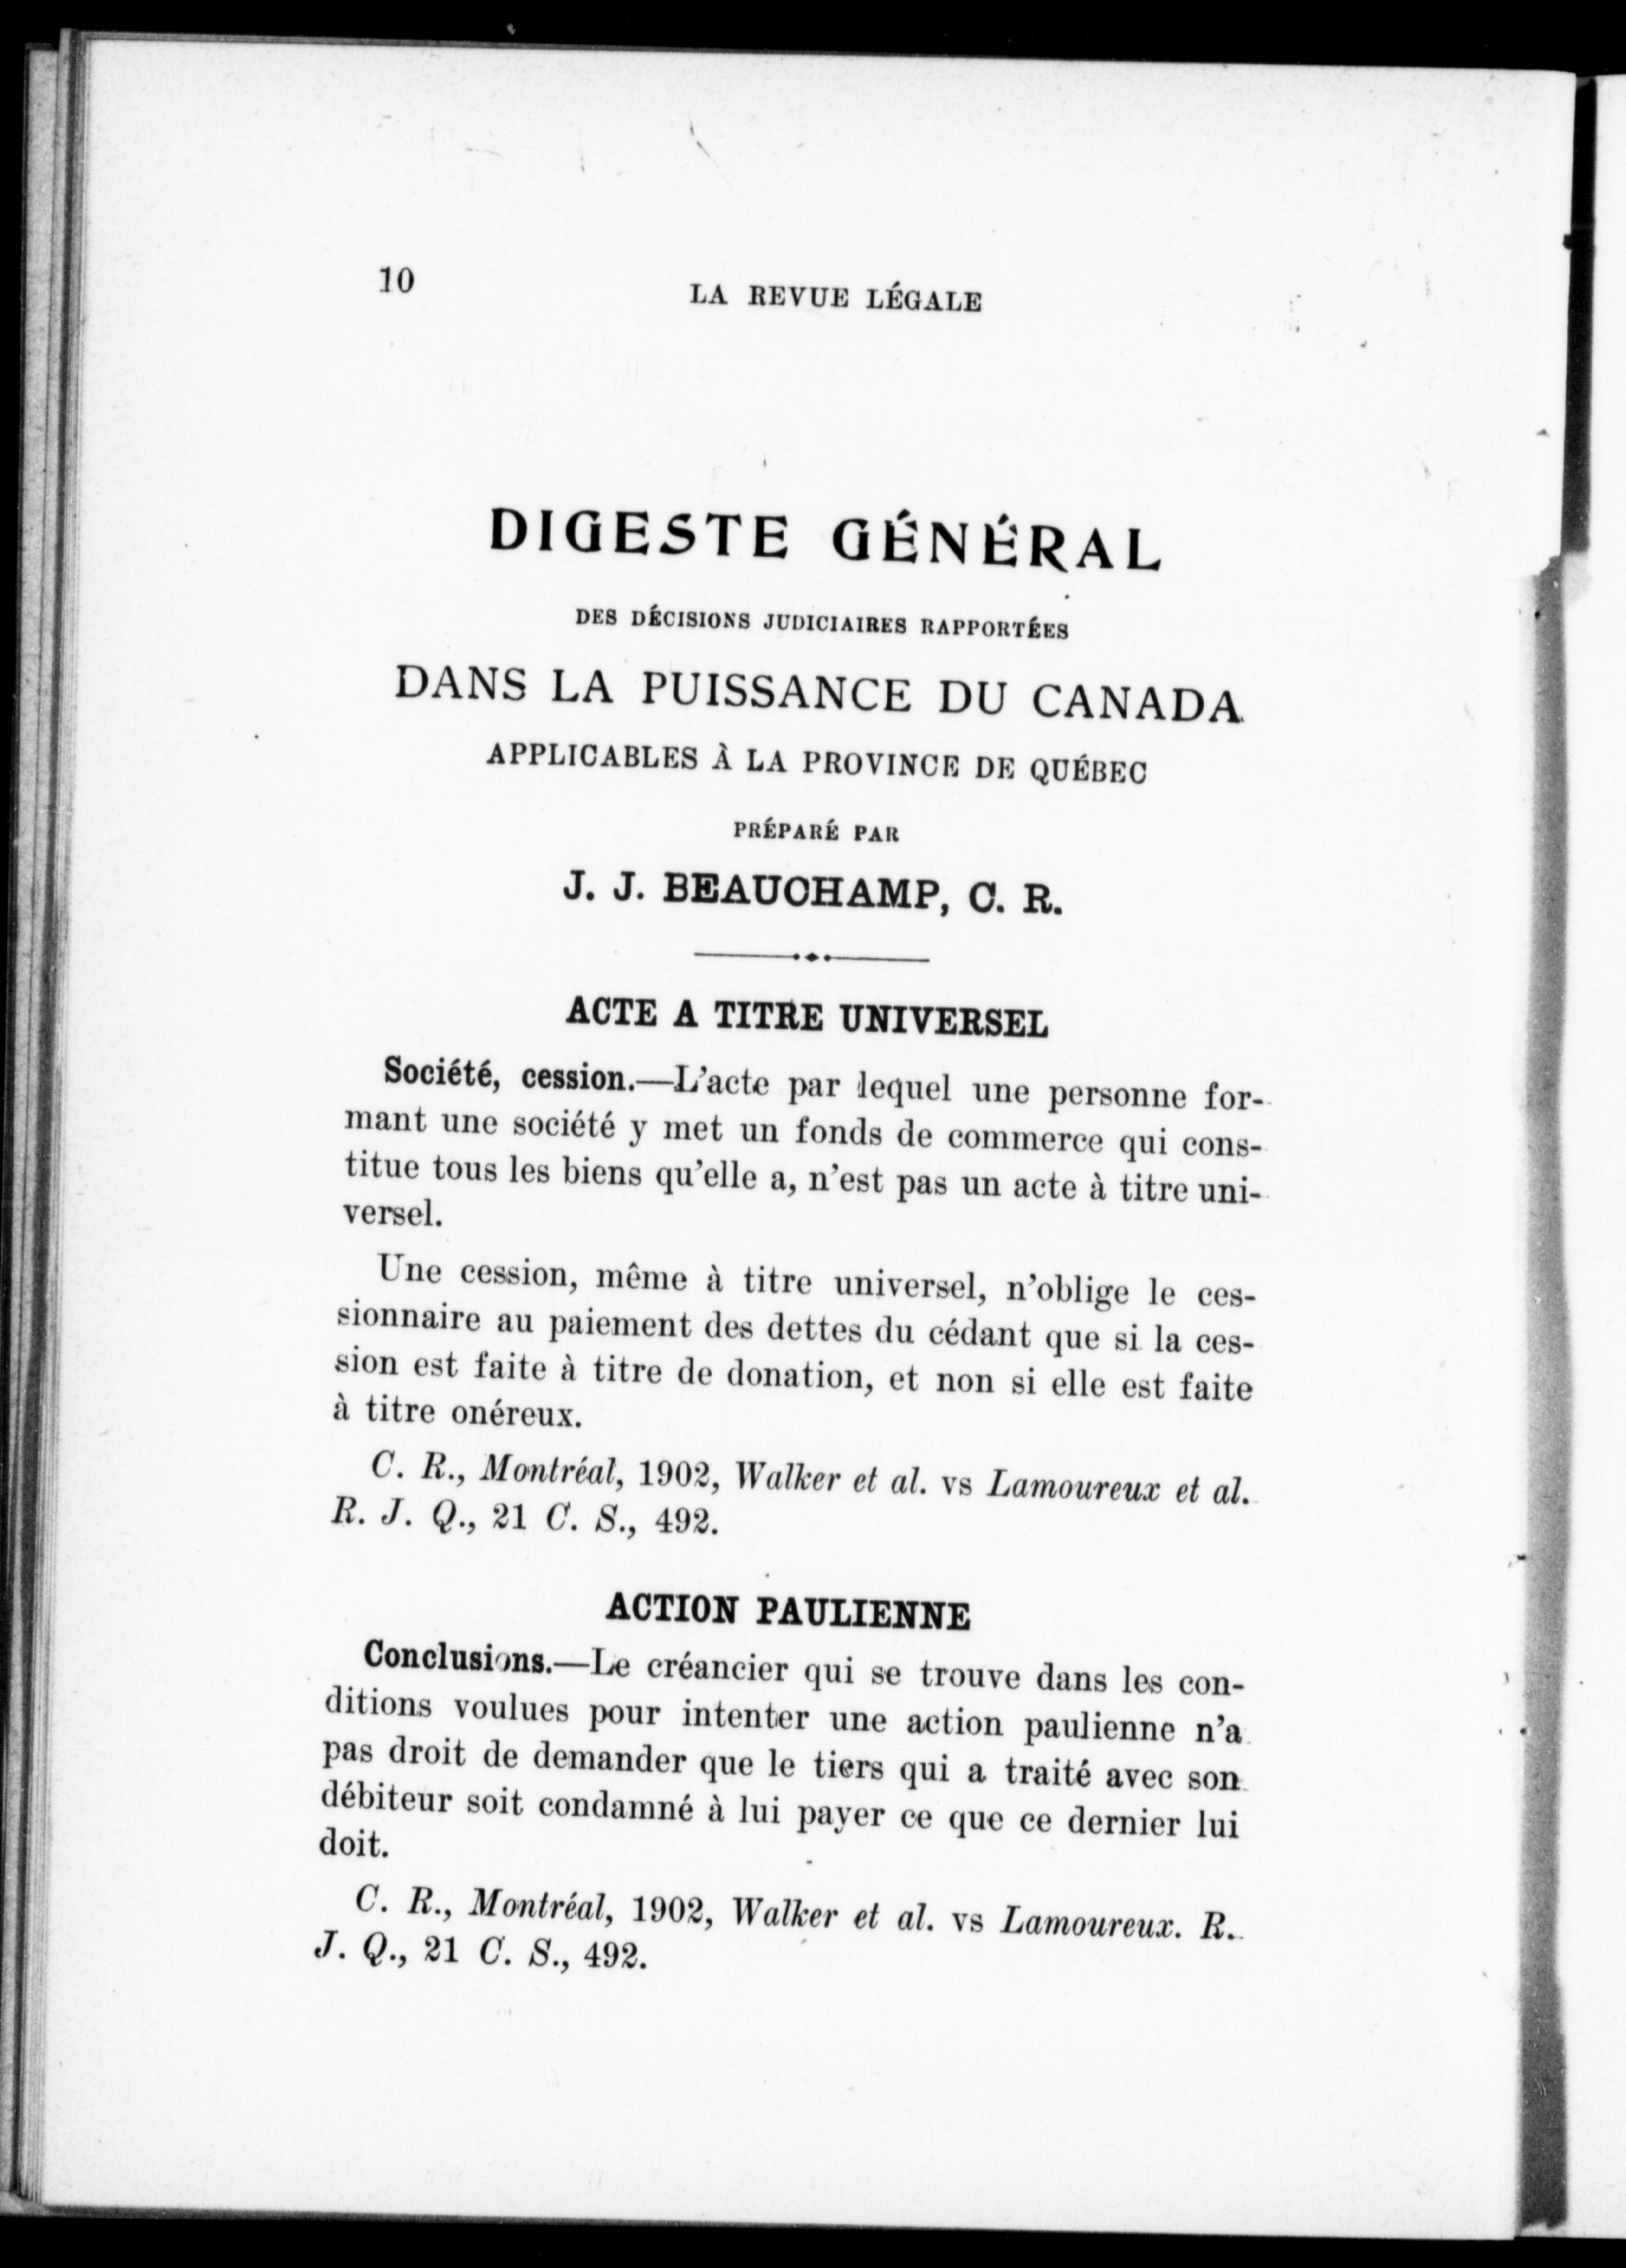 10
LA REVUE LÉGALE
DIGESTE GÉNÉRAL
DES DÉCISIONS JUDICIAIRES RAPPORTÉES
DANS LA PUISSANCE DU CANADA
APPLICABLES À LA PROVINCE DE QUÉBEC
PRÉPARÉ PAR
J. J. BEAUCHAMP, C. R.
ACTE A TITRE UNIVERSEL
Société, cession.—L'acte par lequel une personne for-
mant une société y met un fonds de commerce qui cons-
titue tous les biens qu'elle a, n'est pas un acte à titre uni-
versel.
Une cession, même à titre universel, n'oblige le ces-
sionnaire au paiement des dettes du cédant que si la ces-
sion est faite à titre de donation, et non si elle est faite
à titre onéreux.
C. R., Montréal, 1902, Walker et al. vs Lamoureux et al.
R. J. Q., 21 C. S., 492.
ACTION PAULIENNE
Conclusions.—Le créancier qui se trouve dans les con-
ditions voulues pour intenter une action paulienne n'a
pas droit de demander que le tiers qui a traité avec son
débiteur soit condamné à lui payer ce que ce dernier lui
doit.
C. R., Montréal, 1902, Walker et al. vs Lamoureux. R.
J. Q., 21 C. S., 492.